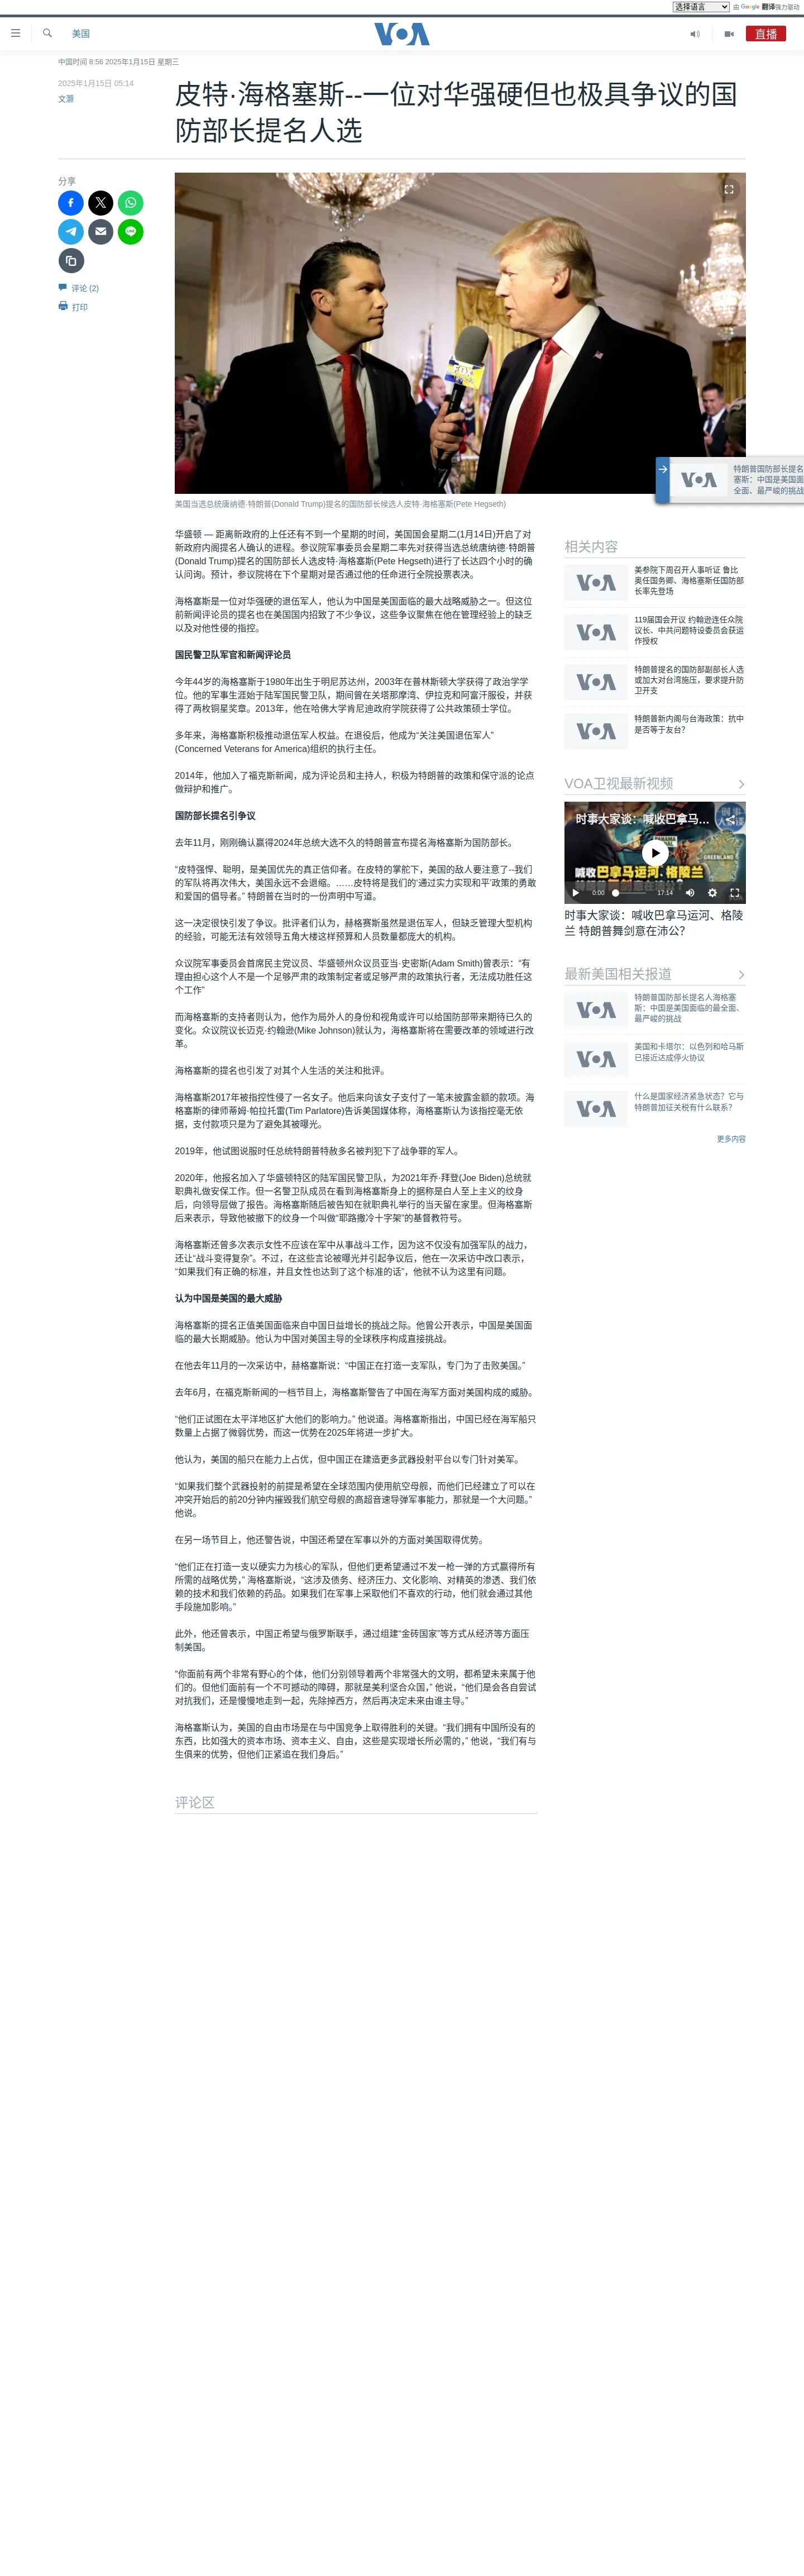 选择语言
由 Google 翻译强力驱动
美国
VOA
直播
中国时间 8:56 2025年1月15日 星期三
2025年1月15日 05:14
文灏
皮特·海格塞斯--一位对华强硬但也极具争议的国
防部长提名人选
分享
评论 (2)
打印
美国当选总统唐纳德·特朗普(Donald Trump)提名的国防部长候选人皮特·海格塞斯(Pete Hegseth)
VOA
特朗普国防部长提名
塞斯：中国是美国面
全面、最严峻的挑战
华盛顿 — 距离新政府的上任还有不到一个星期的时间，美国国会星期二(1月14日)开启了对
新政府内阁提名人确认的进程。参议院军事委员会星期二率先对获得当选总统唐纳德·特朗普
(Donald Trump)提名的国防部长人选皮特·海格塞斯(Pete Hegseth)进行了长达四个小时的确
认问询。预计，参议院将在下个星期对是否通过他的任命进行全院投票表决。
海格塞斯是一位对华强硬的退伍军人，他认为中国是美国面临的最大战略威胁之一。但这位
前新闻评论员的提名也在美国国内招致了不少争议，这些争议聚焦在他在管理经验上的缺乏
以及对他性侵的指控。
国民警卫队军官和新闻评论员
今年44岁的海格塞斯于1980年出生于明尼苏达州，2003年在普林斯顿大学获得了政治学学
位。他的军事生涯始于陆军国民警卫队，期间曾在关塔那摩湾、伊拉克和阿富汗服役，并获
得了两枚铜星奖章。2013年，他在哈佛大学肯尼迪政府学院获得了公共政策硕士学位。
多年来，海格塞斯积极推动退伍军人权益。在退役后，他成为“关注美国退伍军人”
(Concerned Veterans for America)组织的执行主任。
2014年，他加入了福克斯新闻，成为评论员和主持人，积极为特朗普的政策和保守派的论点
做辩护和推广。
国防部长提名引争议
去年11月，刚刚确认赢得2024年总统大选不久的特朗普宣布提名海格塞斯为国防部长。
“皮特强悍、聪明，是美国优先的真正信仰者。在皮特的掌舵下，美国的敌人要注意了--我们
的军队将再次伟大，美国永远不会退缩。……皮特将是我们的‘通过实力实现和平’政策的勇敢
和爱国的倡导者。” 特朗普在当时的一份声明中写道。
这一决定很快引发了争议。批评者们认为，赫格赛斯虽然是退伍军人，但缺乏管理大型机构
的经验，可能无法有效领导五角大楼这样预算和人员数量都庞大的机构。
众议院军事委员会首席民主党议员、华盛顿州众议员亚当·史密斯(Adam Smith)曾表示：“有
理由担心这个人不是一个足够严肃的政策制定者或足够严肃的政策执行者，无法成功胜任这
个工作”
而海格塞斯的支持者则认为，他作为局外人的身份和视角或许可以给国防部带来期待已久的
变化。众议院议长迈克·约翰逊(Mike Johnson)就认为，海格塞斯将在需要改革的领域进行改
革。
海格塞斯的提名也引发了对其个人生活的关注和批评。
海格塞斯2017年被指控性侵了一名女子。他后来向该女子支付了一笔未披露金额的款项。海
格塞斯的律师蒂姆·帕拉托雷(Tim Parlatore)告诉美国媒体称，海格塞斯认为该指控毫无依
据，支付款项只是为了避免其被曝光。
2019年，他试图说服时任总统特朗普特赦多名被判犯下了战争罪的军人。
2020年，他报名加入了华盛顿特区的陆军国民警卫队，为2021年乔·拜登(Joe Biden)总统就
职典礼做安保工作。但一名警卫队成员在看到海格塞斯身上的据称是白人至上主义的纹身
后，向领导层做了报告。海格塞斯随后被告知在就职典礼举行的当天留在家里。但海格塞斯
后来表示，导致他被撤下的纹身一个叫做“耶路撒冷十字架”的基督教符号。
海格塞斯还曾多次表示女性不应该在军中从事战斗工作，因为这不仅没有加强军队的战力，
还让“战斗变得复杂”。不过，在这些言论被曝光并引起争议后，他在一次采访中改口表示，
“如果我们有正确的标准，并且女性也达到了这个标准的话”，他就不认为这里有问题。
认为中国是美国的最大威胁
海格塞斯的提名正值美国面临来自中国日益增长的挑战之际。他曾公开表示，中国是美国面
临的最大长期威胁。他认为中国对美国主导的全球秩序构成直接挑战。
在他去年11月的一次采访中，赫格塞斯说：“中国正在打造一支军队，专门为了击败美国。”
去年6月，在福克斯新闻的一档节目上，海格塞斯警告了中国在海军方面对美国构成的威胁。
“他们正试图在太平洋地区扩大他们的影响力。” 他说道。海格塞斯指出，中国已经在海军船只
数量上占据了微弱优势，而这一优势在2025年将进一步扩大。
他认为，美国的船只在能力上占优，但中国正在建造更多武器投射平台以专门针对美军。
“如果我们整个武器投射的前提是希望在全球范围内使用航空母舰，而他们已经建立了可以在
冲突开始后的前20分钟内摧毁我们航空母舰的高超音速导弹军事能力，那就是一个大问题。”
他说。
在另一场节目上，他还警告说，中国还希望在军事以外的方面对美国取得优势。
“他们正在打造一支以硬实力为核心的军队，但他们更希望通过不发一枪一弹的方式赢得所有
所需的战略优势，” 海格塞斯说，“这涉及债务、经济压力、文化影响、对精英的渗透、我们依
赖的技术和我们依赖的药品。如果我们在军事上采取他们不喜欢的行动，他们就会通过其他
手段施加影响。”
此外，他还曾表示，中国正希望与俄罗斯联手，通过组建“金砖国家”等方式从经济等方面压
制美国。
“你面前有两个非常有野心的个体，他们分别领导着两个非常强大的文明，都希望未来属于他
们的。但他们面前有一个不可撼动的障碍，那就是美利坚合众国，” 他说，“他们是会各自尝试
对抗我们，还是慢慢地走到一起，先除掉西方，然后再决定未来由谁主导。”
海格塞斯认为，美国的自由市场是在与中国竞争上取得胜利的关键。“我们拥有中国所没有的
东西，比如强大的资本市场、资本主义、自由，这些是实现增长所必需的，” 他说，“我们有与
生俱来的优势，但他们正紧追在我们身后。”
评论区
相关内容
VOA
美参院下周召开人事听证 鲁比
奥任国务卿、海格塞斯任国防部
长率先登场
VOA
119届国会开议 约翰逊连任众院
议长、中共问题特设委员会获运
作授权
VOA
特朗普提名的国防部副部长人选
或加大对台湾施压，要求提升防
卫开支
VOA
特朗普新内阁与台海政策：抗中
是否等于友台？
VOA卫视最新视频
时事大家谈：喊收巴拿马...
GREENLAND
喊收巴拿马运河、格陵兰
0:00
17:14
时事大家谈：喊收巴拿马运河、格陵
兰 特朗普舞剑意在沛公？
最新美国相关报道
VOA
特朗普国防部长提名人海格塞
斯：中国是美国面临的最全面、
最严峻的挑战
VOA
美国和卡塔尔：以色列和哈马斯
已接近达成停火协议
VOA
什么是国家经济紧急状态？它与
特朗普加征关税有什么联系？
更多内容